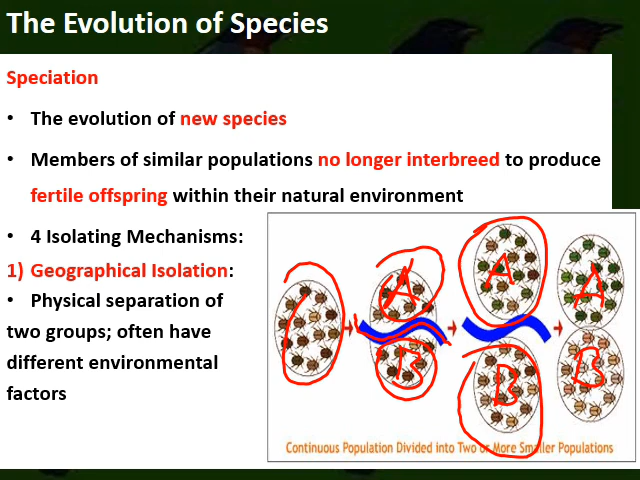 The Evolution of Species
Speciation
• The evolution of new species
• Members of similar populations no longer interbreed to produce
fertile offspring within their natural environment
• 4 Isolating Mechanisms:
1) Geographical Isolation:
• Physical separation of
two groups; often have
different environmental
factors
A A A
B B B
Continuous Population Divided into Two or More Smaller Populations